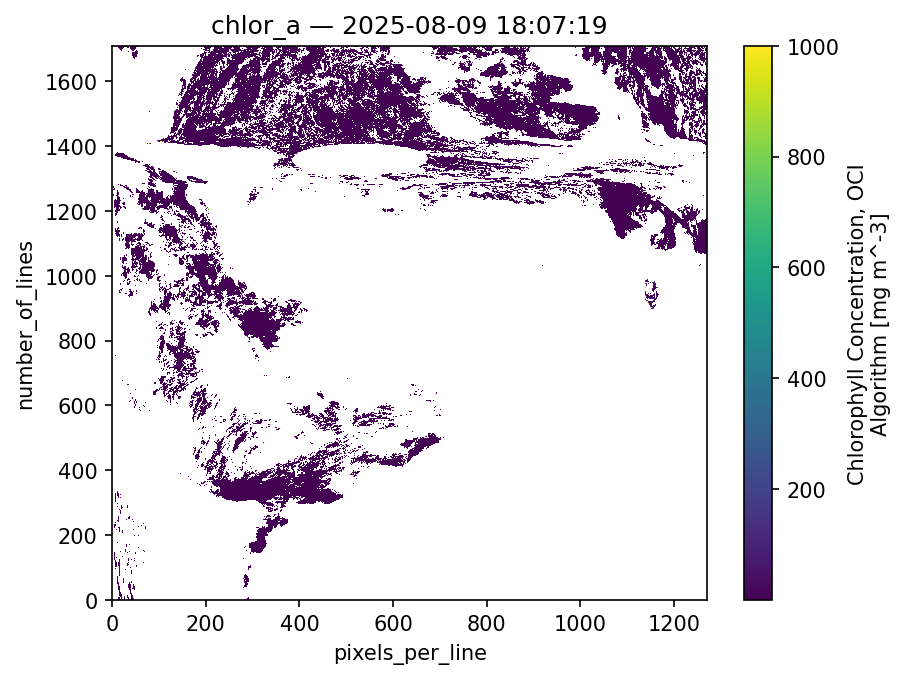 chlor_a — 2025-08-09 18:07:19
1600
1400
1200
1000
800
600
400
200
0
number_of_lines
0 200 400 600 800 1000 1200
pixels_per_line
1000
800
600
400
200
Chlorophyll Concentration, OCI
Algorithm [mg m^-3]